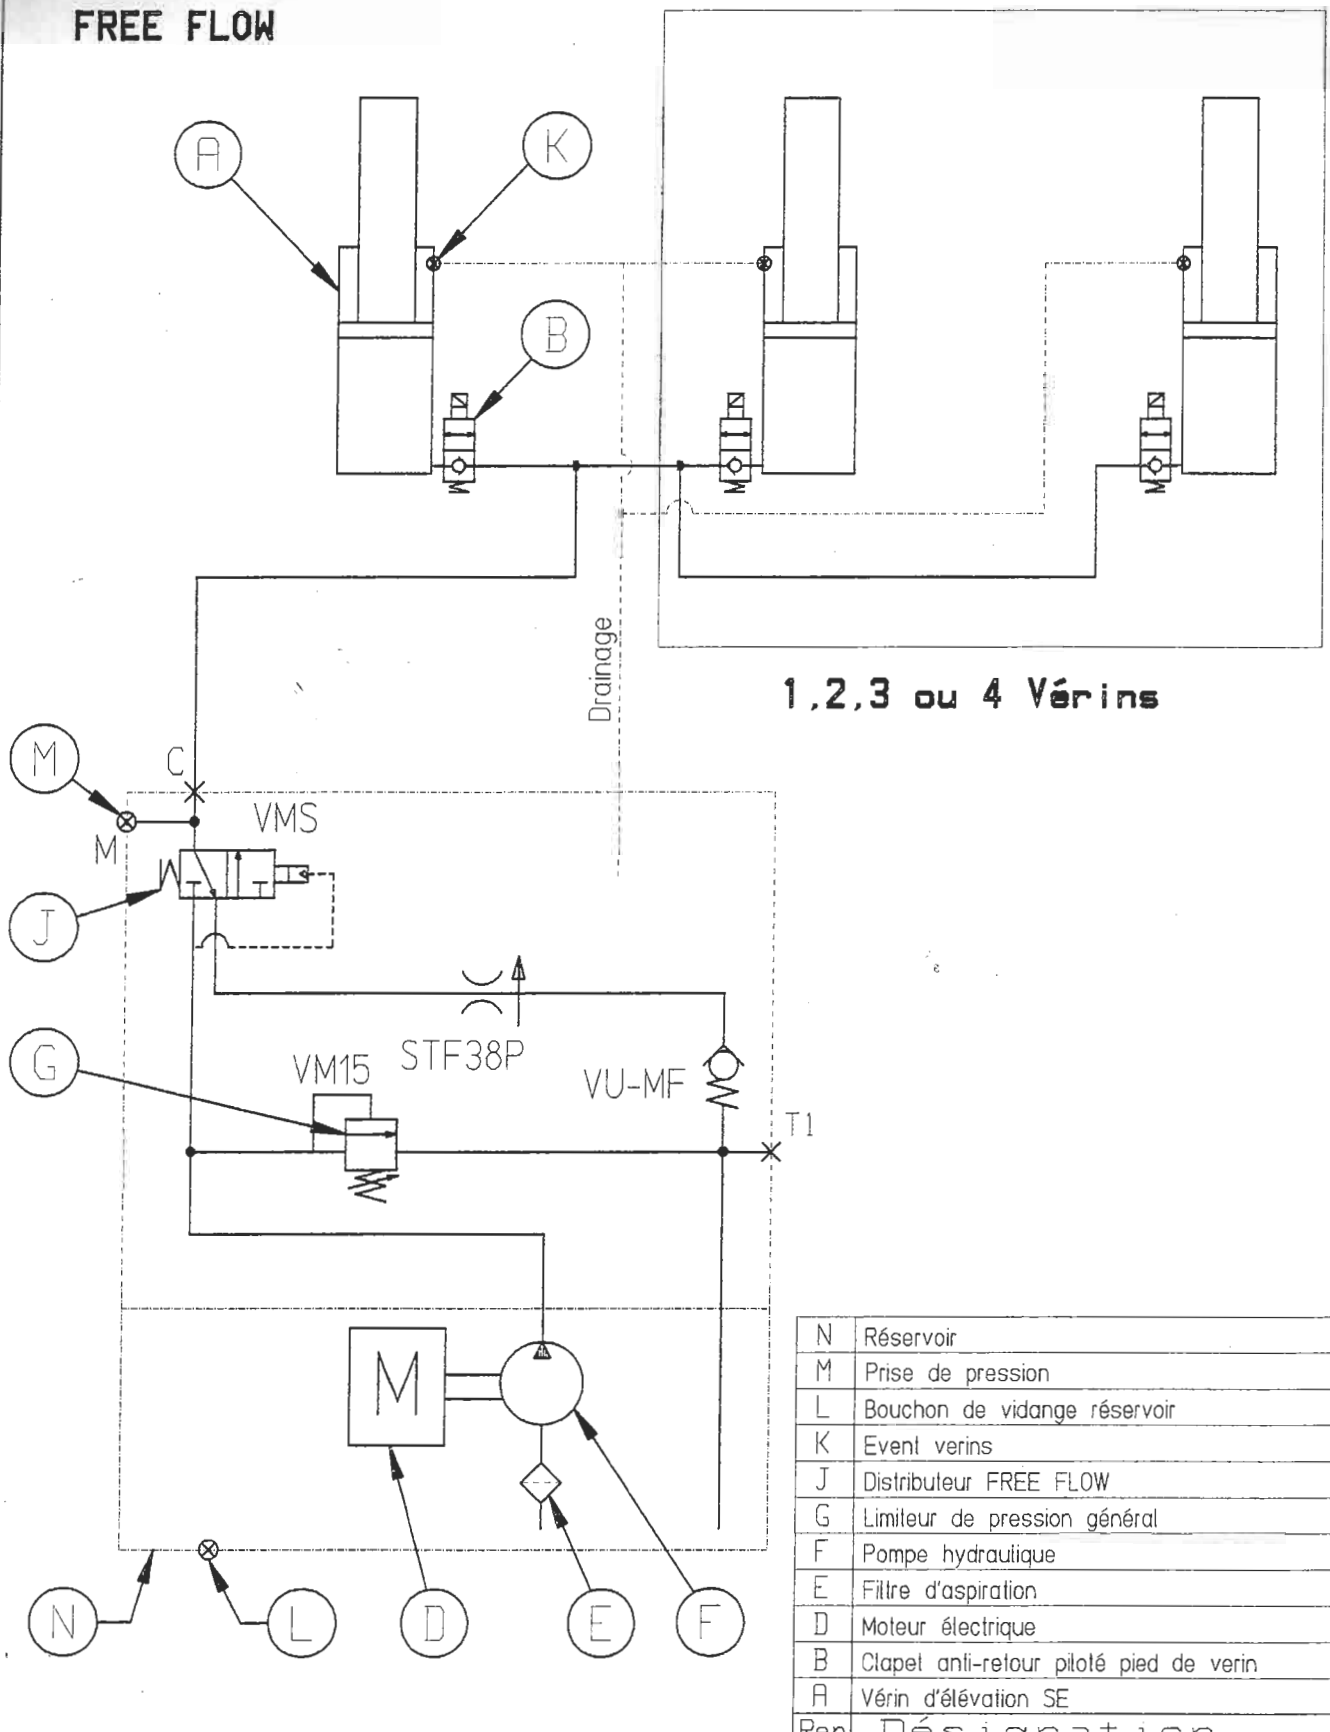 FREE FLOW
A
K
B
Drainage
1,2,3 ou 4 Vérins
M
C
VMS
M
J
STF38P
G
VM15
VU-MF
T1
M
N
L
D
E
F
N Réservoir
M Prise de pression
L Bouchon de vidange réservoir
K Event verins
J Distributeur FREE FLOW
G Limiteur de pression général
F Pompe hydraulique
E Filtre d'aspiration
D Moteur électrique
B Clapet anti-retour piloté pied de verin
A Vérin d'élévation SE
Rep Désignation